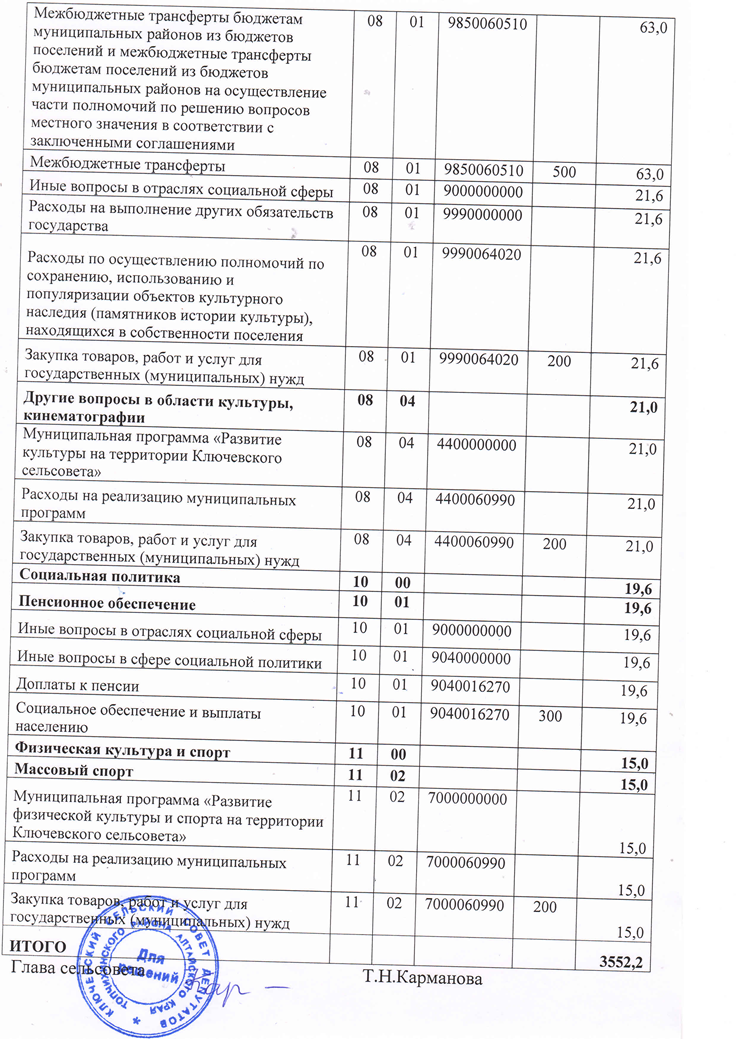 Межбюджетные трансферты бюджетам 08 01 9850060510 63,0
муниципальных районов из бюджетов
поселений и межбюджетные трансферты
бюджетам поселений из бюджетов
муниципальных районов на осуществление
части полномочий по решению вопросов
местного значения в соответствии с
заключенными соглашениями
Межбюджетные трансферты 08 01 9850060510 500 63,0
Иные вопросы в отраслях социальной сферы 08 01 9000000000 21,6
Расходы на выполнение других обязательств 08 01 9990000000 21,6
государства
Расходы по осуществлению полномочий по 08 01 9990064020 21,6
сохранению, использованию и
популяризации объектов культурного
наследия (памятников истории культуры),
находящихся в собственности поселения
Закупка товаров, работ и услуг для 08 01 9990064020 200 21,6
государственных (муниципальных) нужд
Другие вопросы в области культуры, 08 04 21,0
кинематографии
Муниципальная программа «Развитие 08 04 4400000000 21,0
культуры на территории Ключевского
сельсовета»
Расходы на реализацию муниципальных 08 04 4400060990 21,0
программ
Закупка товаров, работ и услуг для 08 04 4400060990 200 21,0
государственных (муниципальных) нужд
Социальная политика 10 00 19,6
Пенсионное обеспечение 10 01 19,6
Иные вопросы в отраслях социальной сферы 10 01 9000000000 19,6
Иные вопросы в сфере социальной политики 10 01 9040000000 19,6
Доплаты к пенсии 10 01 9040016270 19,6
Социальное обеспечение и выплаты 10 01 9040016270 300 19,6
населению
Физическая культура и спорт 11 00 15,0
Массовый спорт 11 02 15,0
Муниципальная программа «Развитие 11 02 7000000000 15,0
физической культуры и спорта на территории
Ключевского сельсовета»
Расходы на реализацию муниципальных 11 02 7000060990 15,0
программ
Закупка товаров, работ и услуг для 11 02 7000060990 200 15,0
государственных (муниципальных) нужд
ИТОГО 3552,2
Глава сельсовета Т.Н.Карманова
КЛЮЧЕВСКИЙ СЕЛЬСКИЙ СОВЕТ ДЕПУТАТОВ
ТОПЧИХИНСКОГО РАЙОНА АЛТАЙСКОГО КРАЯ
Для
решений